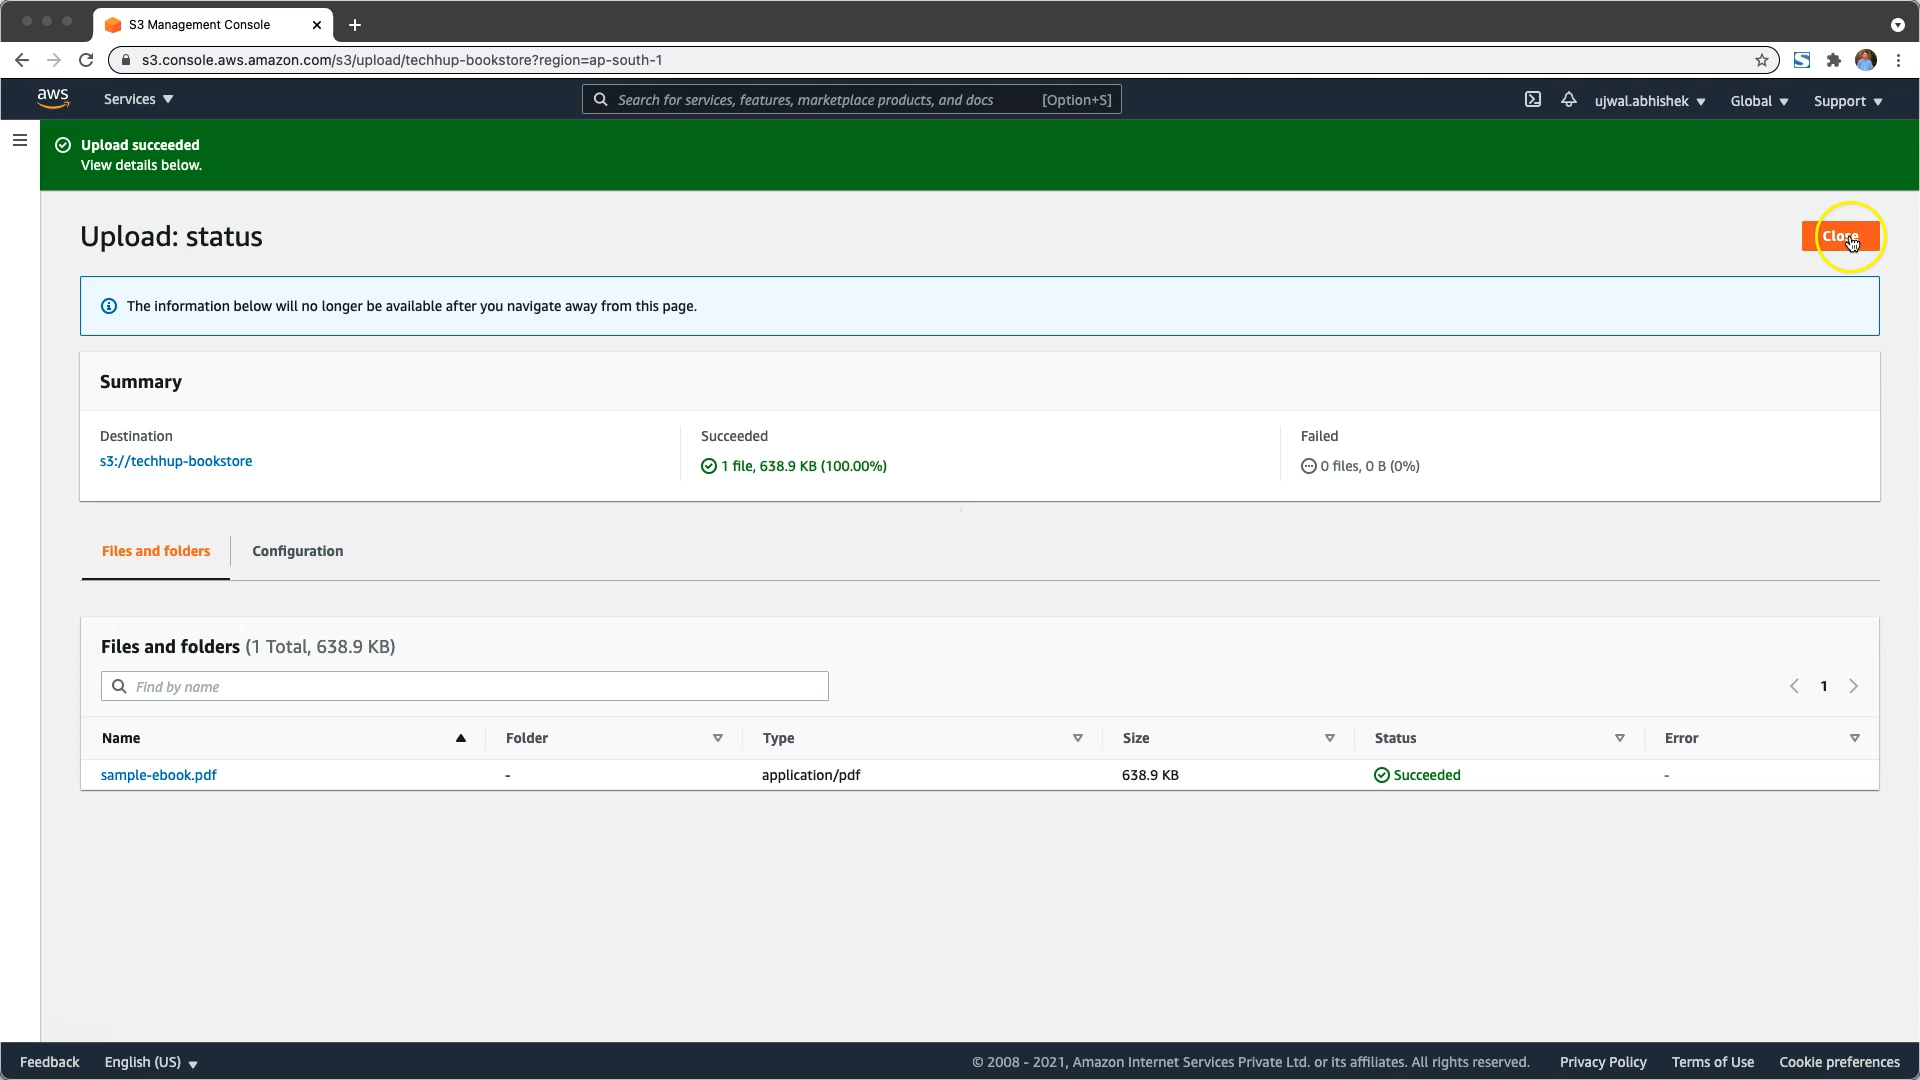 S3 Management Console
s3.console.aws.amazon.com/s3/upload/techhup-bookstore?region=ap-south-1
aws
Services
Search for services, features, marketplace products, and docs [Option+S]
ujwal.abhishek
Global
Support
Upload succeeded
View details below.
Upload: status
Close
The information below will no longer be available after you navigate away from this page.
Summary
Destination
s3://techhup-bookstore
Succeeded
1 file, 638.9 KB (100.00%)
Failed
0 files, 0 B (0%)
Files and folders
Configuration
Files and folders (1 Total, 638.9 KB)
Find by name
1
Name Folder Type Size Status Error
sample-ebook.pdf - application/pdf 638.9 KB Succeeded -
Feedback English (US) © 2008 - 2021, Amazon Internet Services Private Ltd. or its affiliates. All rights reserved. Privacy Policy Terms of Use Cookie preferences